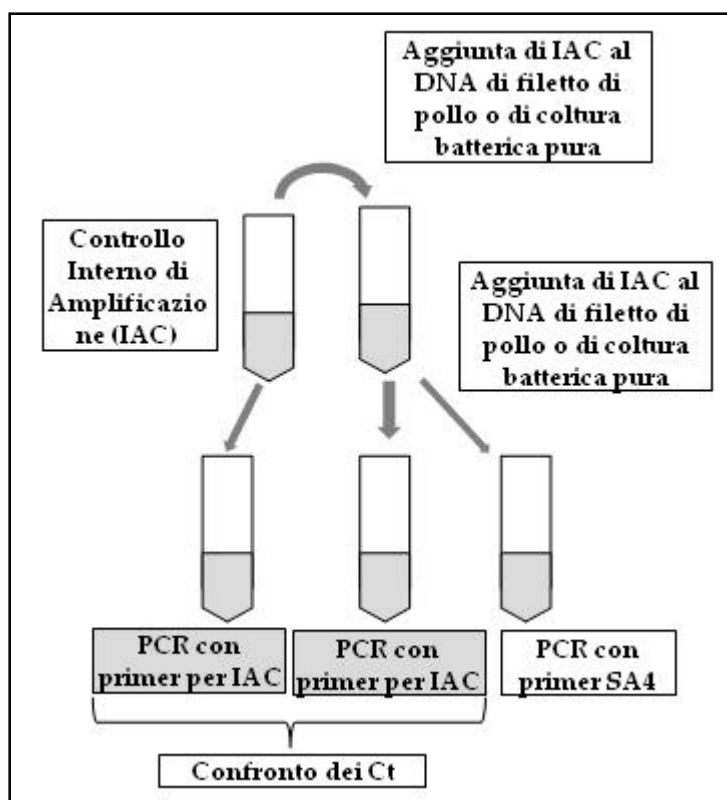 Aggiunta di IAC al
DNA di filetto di
pollo o di coltura
batterica pura
Controllo
Interno di
Amplificazio
ne (IAC)
Aggiunta di IAC al
DNA di filetto di
pollo o di coltura
batterica pura
PCR con
primer per IAC
PCR con
primer per IAC
PCR con
primer SA4
Confronto dei Ct